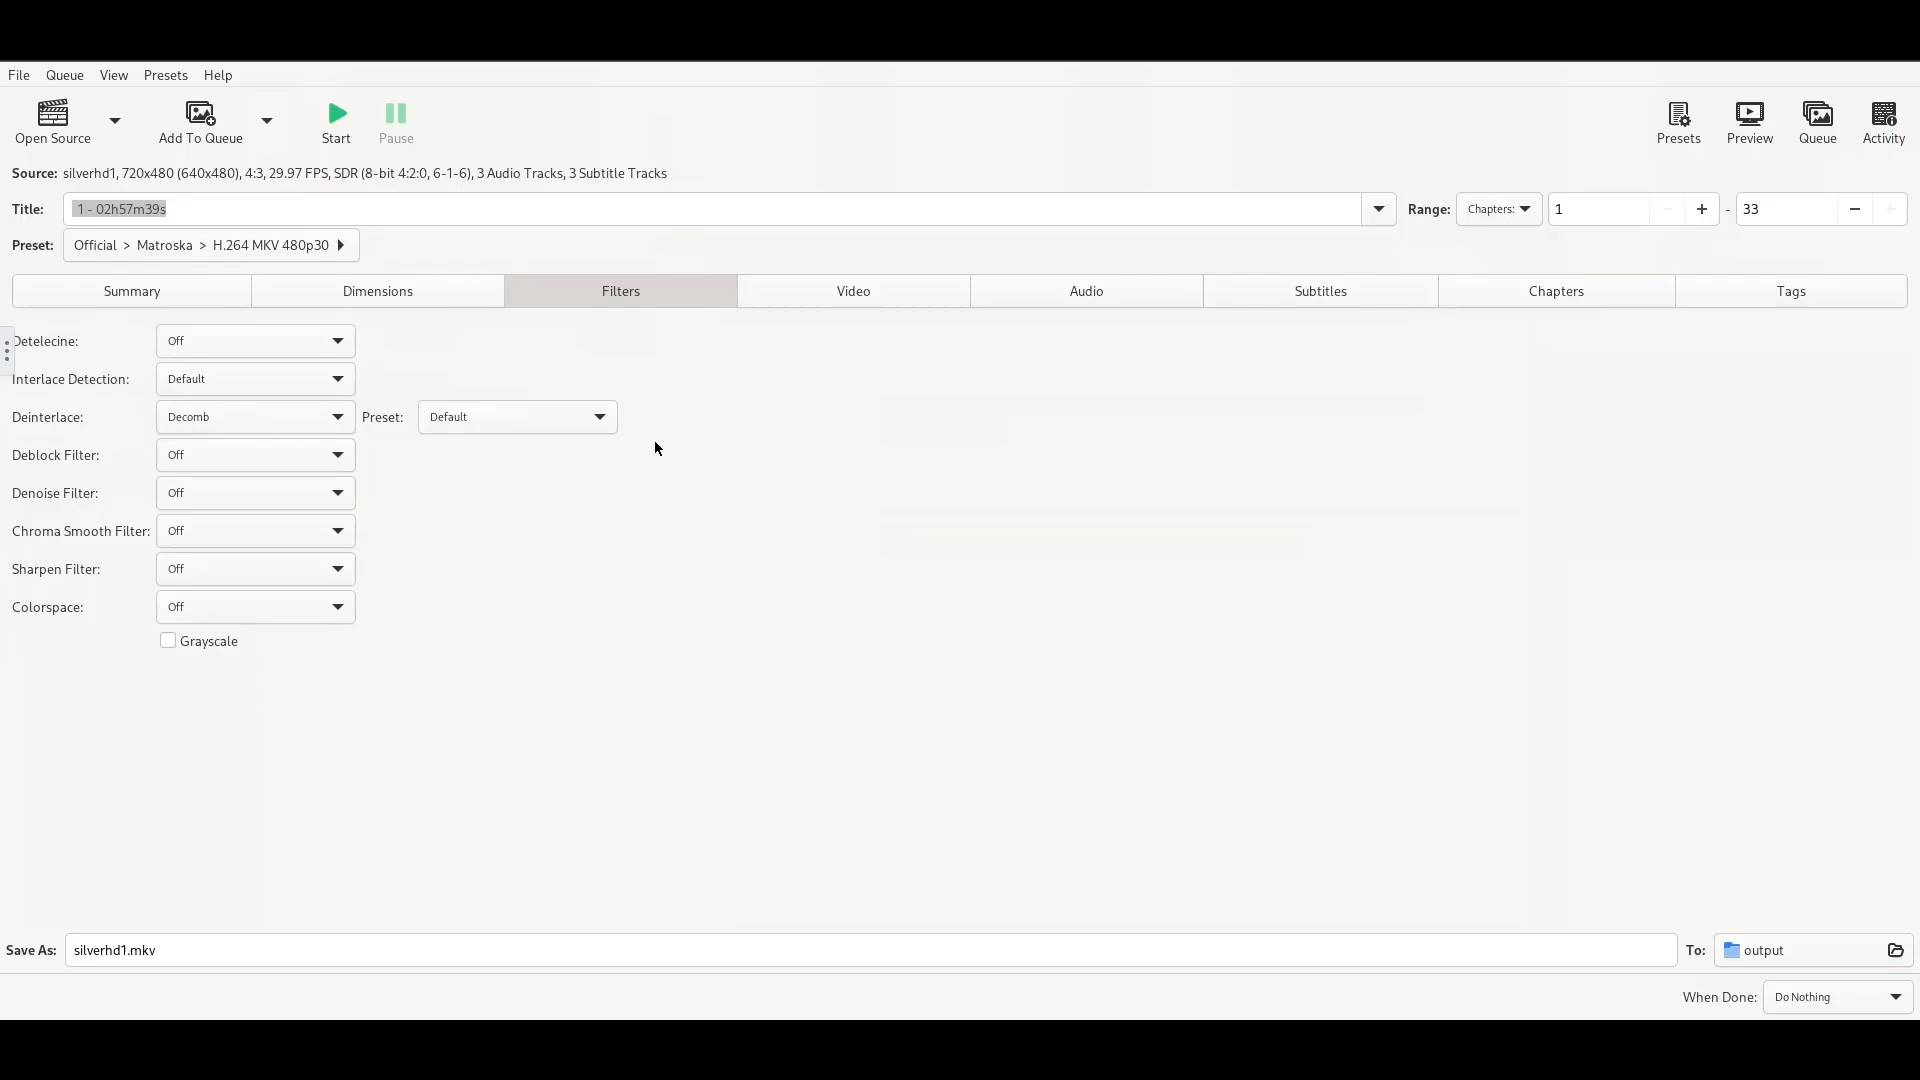 File Queue View Presets Help
Open Source Add To Queue Start Pause Presets Preview Queue Activity
Source: silverhd1, 720x480 (640x480), 4:3, 29.97 FPS, SDR (8-bit 4:2:0, 6-1-6), 3 Audio Tracks, 3 Subtitle Tracks
Title: 1 - 02h57m39s Range: Chapters: 1 - 33
Preset: Official > Matroska > H.264 MKV 480p30
Summary Dimensions Filters Video Audio Subtitles Chapters Tags
Detelecine: Off
Interlace Detection: Default
Deinterlace: Decomb Preset: Default
Deblock Filter: Off
Denoise Filter: Off
Chroma Smooth Filter: Off
Sharpen Filter: Off
Colorspace: Off
Grayscale
Save As: silverhd1.mkv To: output
When Done: Do Nothing